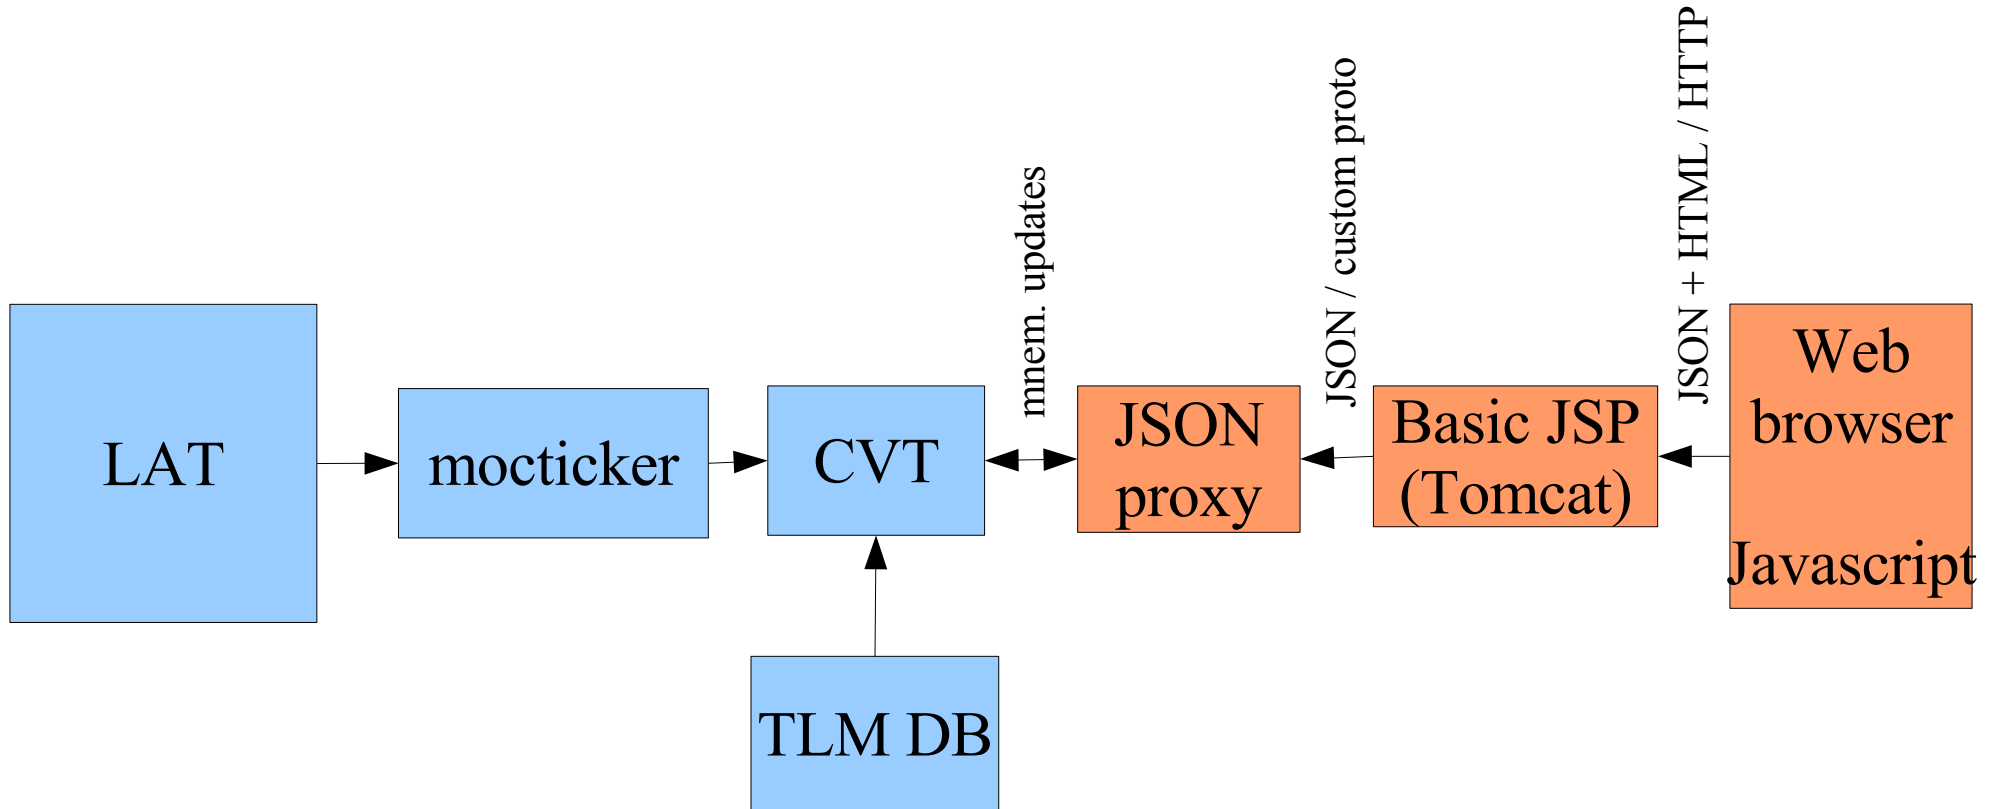 LAT
mocticker
CVT
TLM DB
mnem. updates
JSON
proxy
JSON / custom proto
Basic JSP
(Tomcat)
JSON + HTML / HTTP
Web
browser
Javascript